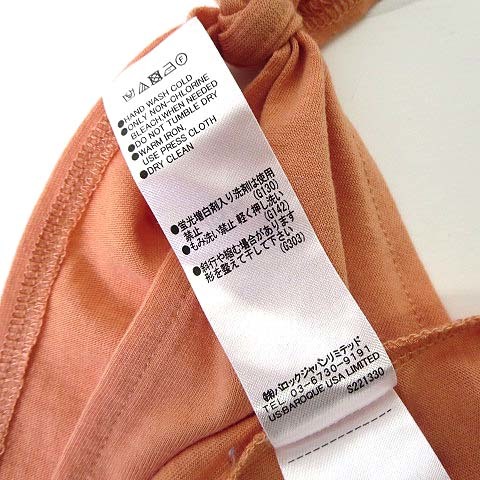 ●HAND WASH COLD
●ONLY NON-CHLORINE
BLEACH WHEN NEEDED
●DO NOT TUMBLE DRY
●WARM IRON
USE PRESS CLOTH
●DRY CLEAN
●蛍光増白剤入り洗剤は使用
禁止 (G130)
●もみ洗い禁止 軽く押し洗い
(G142)
●斜行や縮む場合があります
形を整えて干して下さい
(G303)
㈱バロックジャパンリミテッド
TEL. 03-6730-9191
US:BAROQUE USA LIMITED
S221330